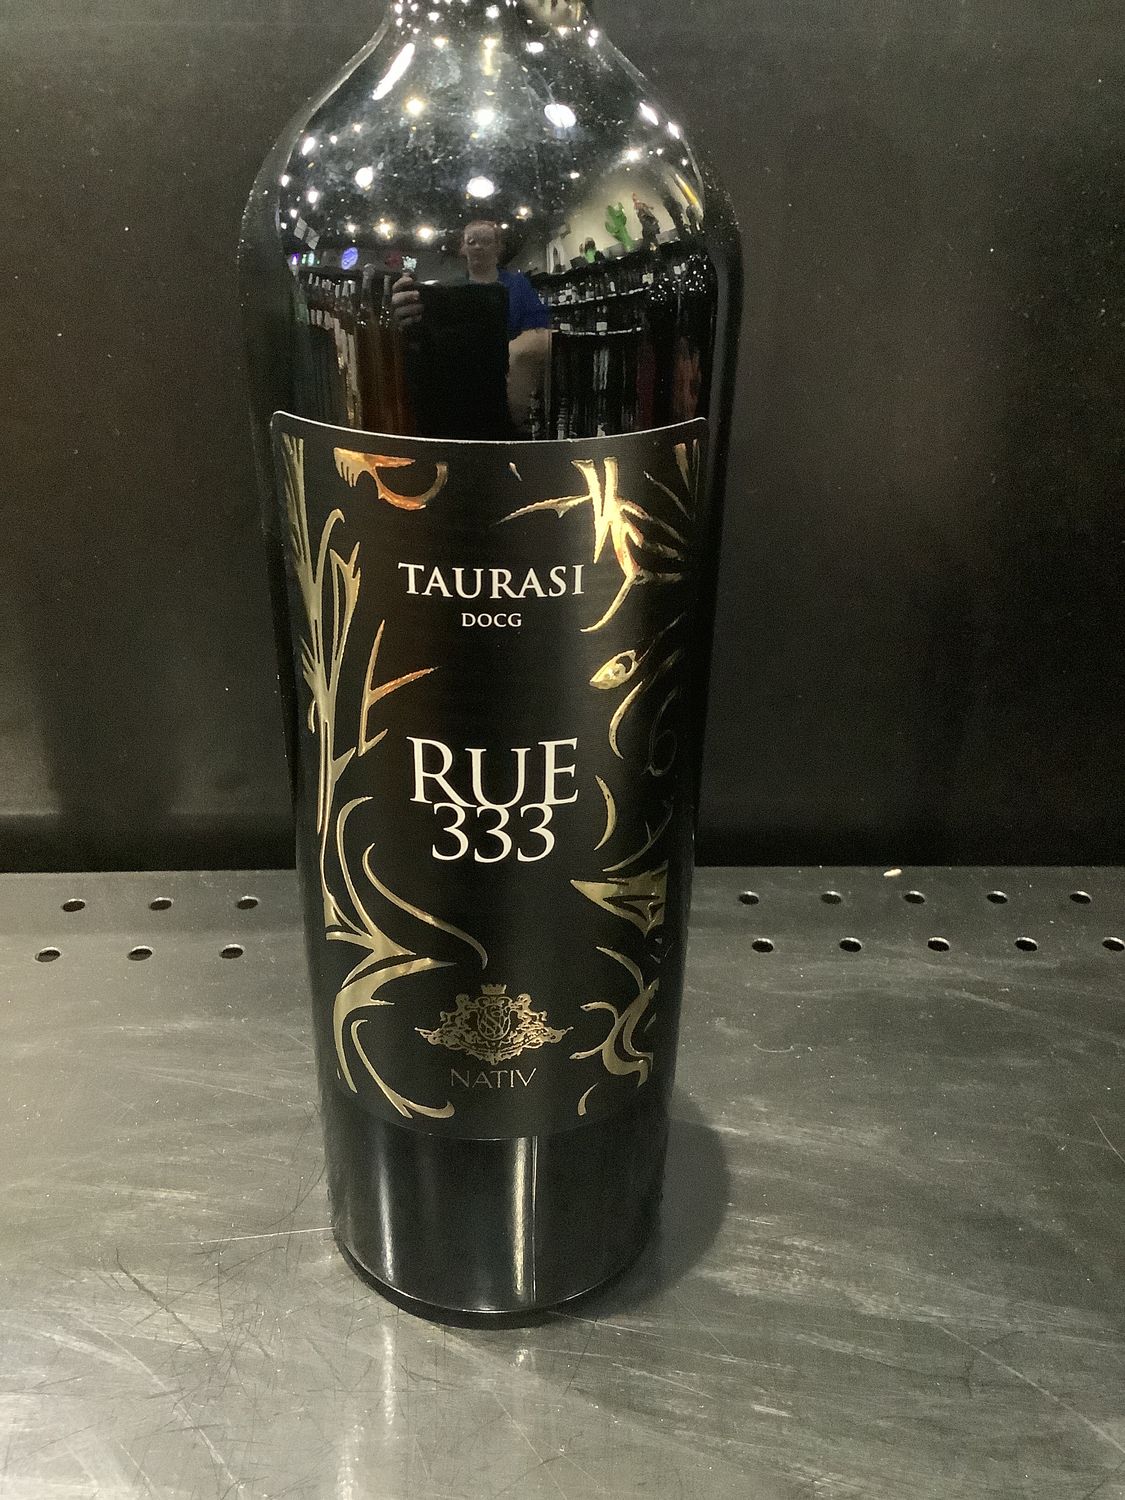 TAURASI
DOCG
RUE
333
NATIV